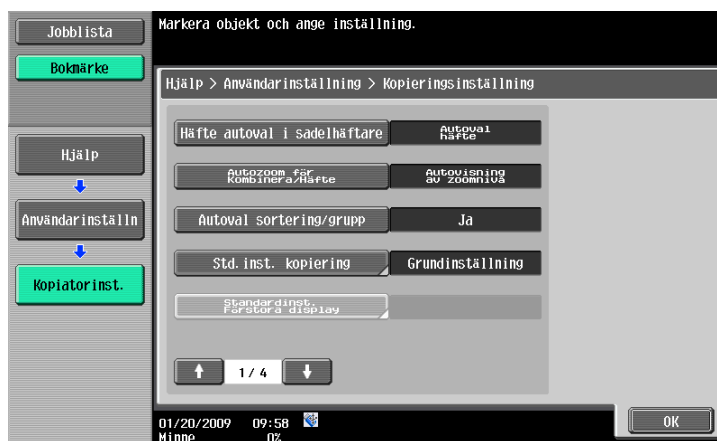 Jobblista
Markera objekt och ange inställning.
Bokmärke
Hjälp > Användarinställning > Kopieringsinställning
Häfte autoval i sadelhäftare
Autoval
häfte
Hjälp
Autozoom för
Kombinera/Häfte
Autovisning
av zoomnivå
Användarinställn
Autoval sortering/grupp
Ja
Kopiatorinst.
Std.inst. kopiering
Grundinställning
Standardinst.
Förstora display
1/ 4
01/20/2009 09:58
Minne 0%
OK